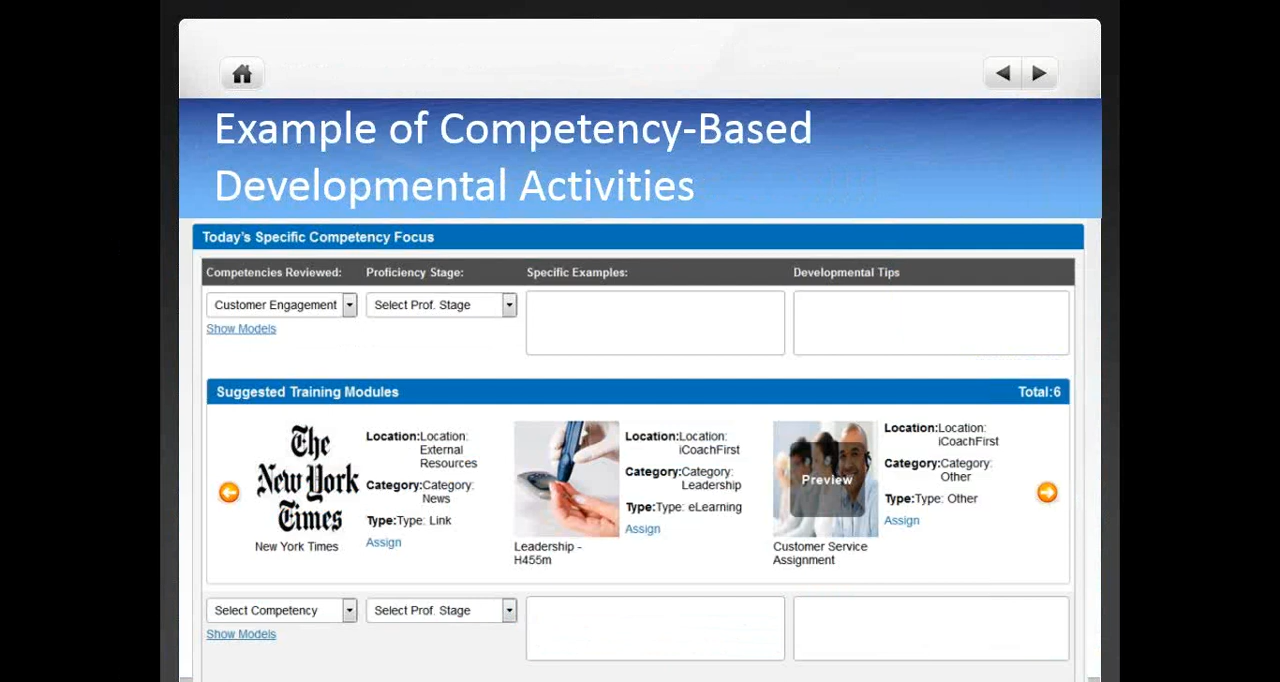 Example of Competency-Based
Developmental Activities
Today's Specific Competency Focus
Competencies Reviewed: Proficiency Stage: Specific Examples: Developmental Tips
Customer Engagement Select Prof. Stage
Show Models
Suggested Training Modules Total:6
The
New York
Times
New York Times
Location:Location:
External
Resources
Category:Category:
News
Type:Type: Link
Assign
Leadership -
H455m
Location:Location:
iCoachFirst
Category:Category:
Leadership
Type:Type: eLearning
Assign
Preview
Customer Service
Assignment
Location:Location:
iCoachFirst
Category:Category:
Other
Type:Type: Other
Assign
Select Competency Select Prof. Stage
Show Models